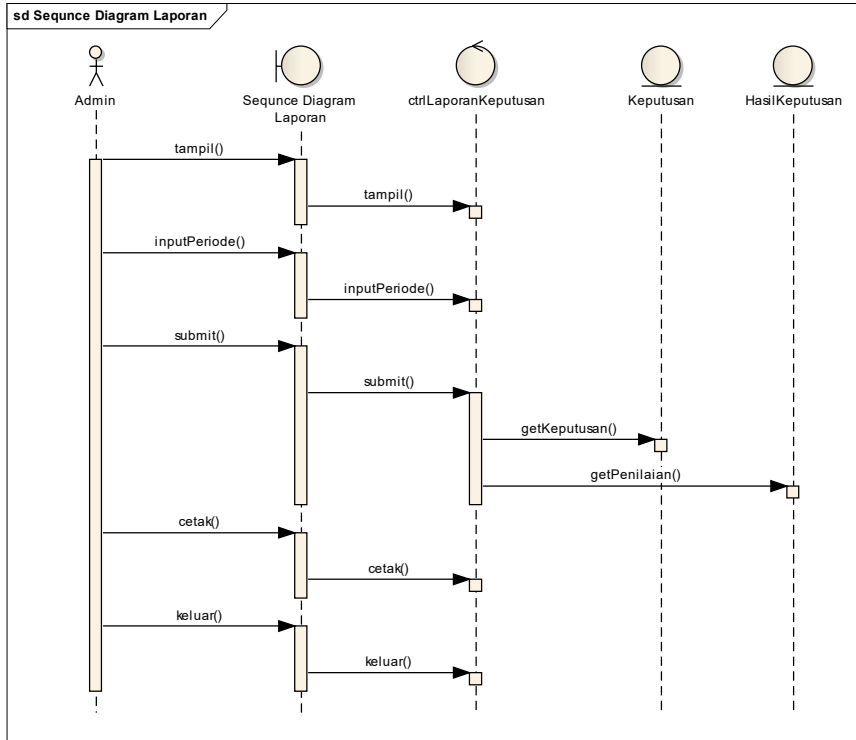 sd Sequnce Diagram Laporan
Admin
Sequnce Diagram
Laporan
ctrlLaporanKeputusan
Keputusan
HasilKeputusan
tampil()
tampil()
inputPeriode()
inputPeriode()
submit()
submit()
getKeputusan()
getPenilaian()
cetak()
cetak()
keluar()
keluar()